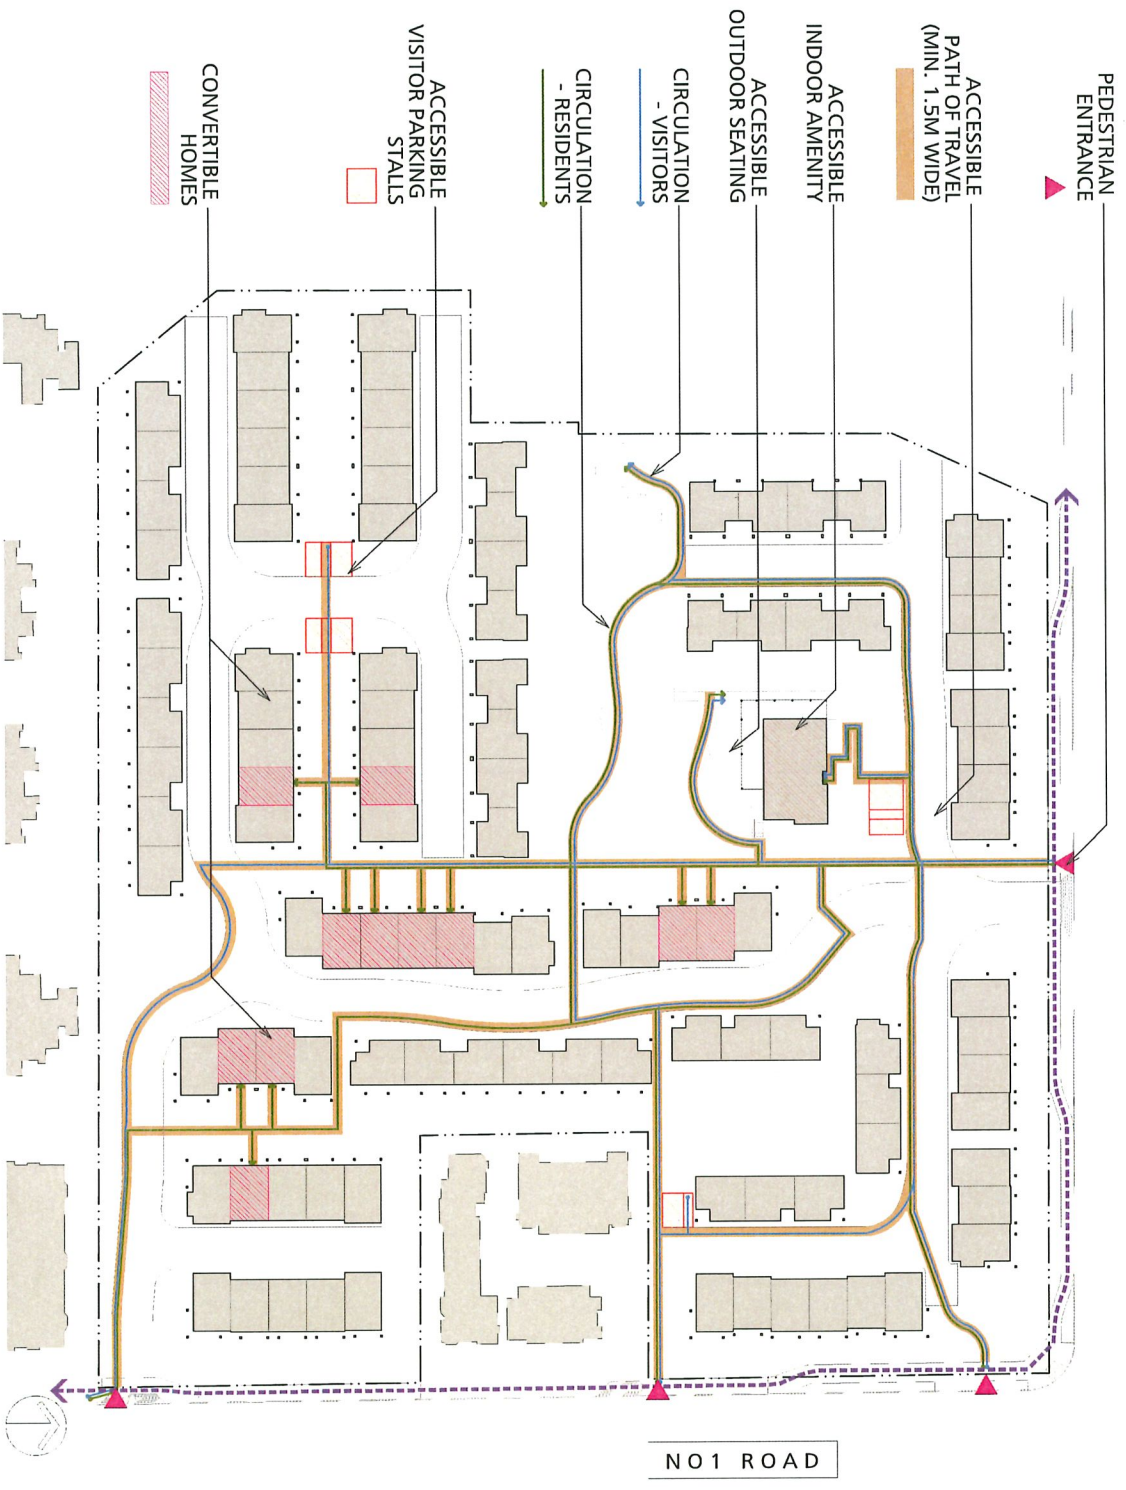 PEDESTRIAN
ENTRANCE
ACCESSIBLE
PATH OF TRAVEL
(MIN. 1.5M WIDE)
ACCESSIBLE
INDOOR AMENITY
ACCESSIBLE
OUTDOOR SEATING
CIRCULATION
- VISITORS
CIRCULATION
- RESIDENTS
ACCESSIBLE
VISITOR PARKING
STALLS
CONVERTIBLE
HOMES
NO1 ROAD